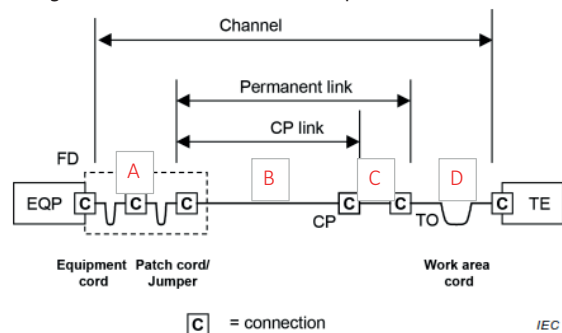 Channel
Permanent link
CP link
FD
A
B
C
D
EQP
C
C
C
C
C
C
TE
CP
TO
Equipment
cord
Patch cord/
Jumper
Work area
cord
C = connection
IEC